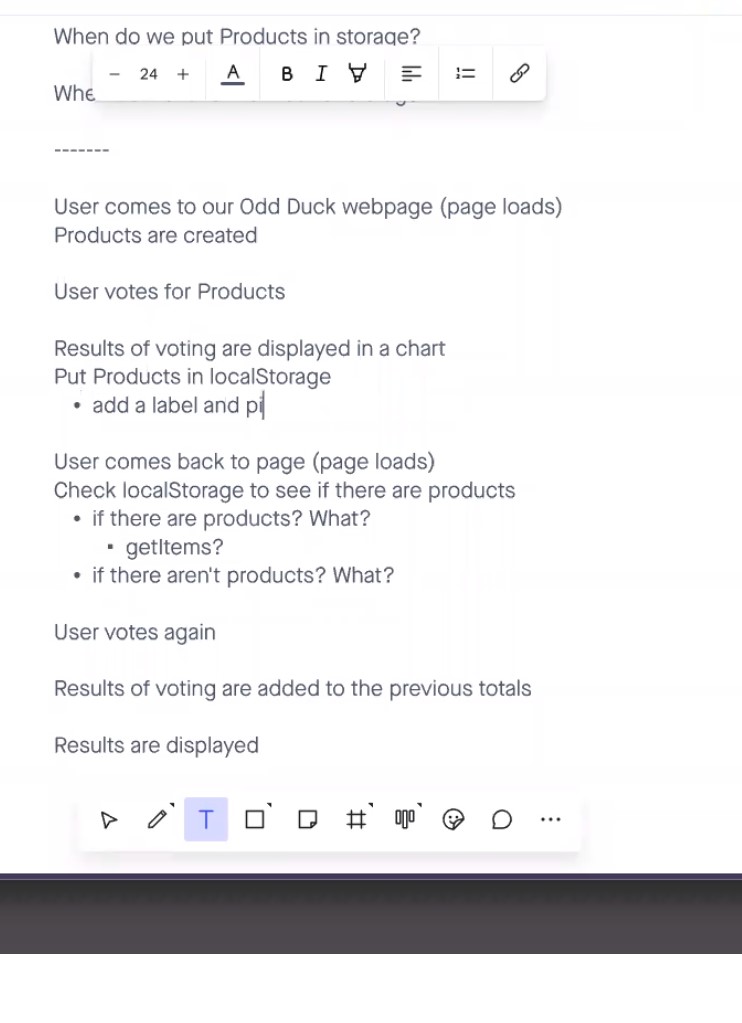 When do we put Products in storage?
24
A B I
Whe
-------
User comes to our Odd Duck webpage (page loads)
Products are created
User votes for Products
Results of voting are displayed in a chart
Put Products in localStorage
• add a label and pi
User comes back to page (page loads)
Check localStorage to see if there are products
• if there are products? What?
▪ getItems?
• if there aren't products? What?
User votes again
Results of voting are added to the previous totals
Results are displayed
T